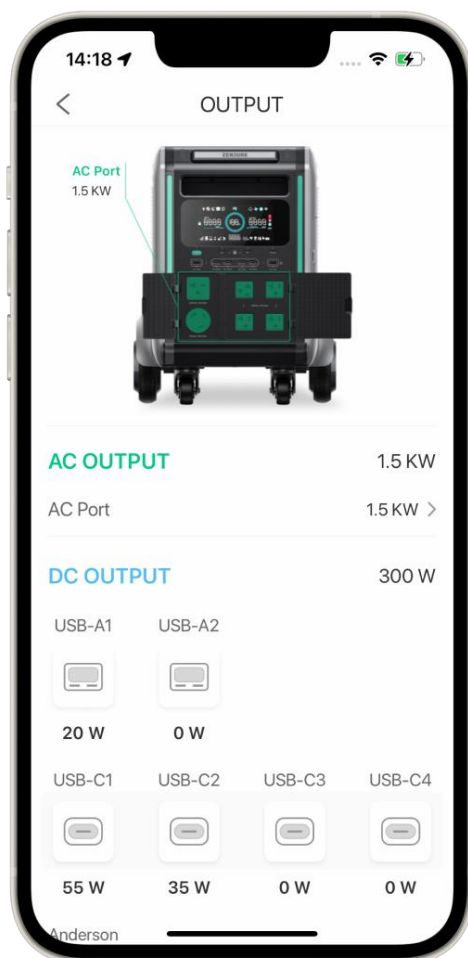 14:18
OUTPUT
AC Port
1.5 KW
ZENDURE
AC OUTPUT 1.5 KW
AC Port 1.5 KW
DC OUTPUT 300 W
USB-A1 USB-A2
20 W 0 W
USB-C1 USB-C2 USB-C3 USB-C4
55 W 35 W 0 W 0 W
Anderson